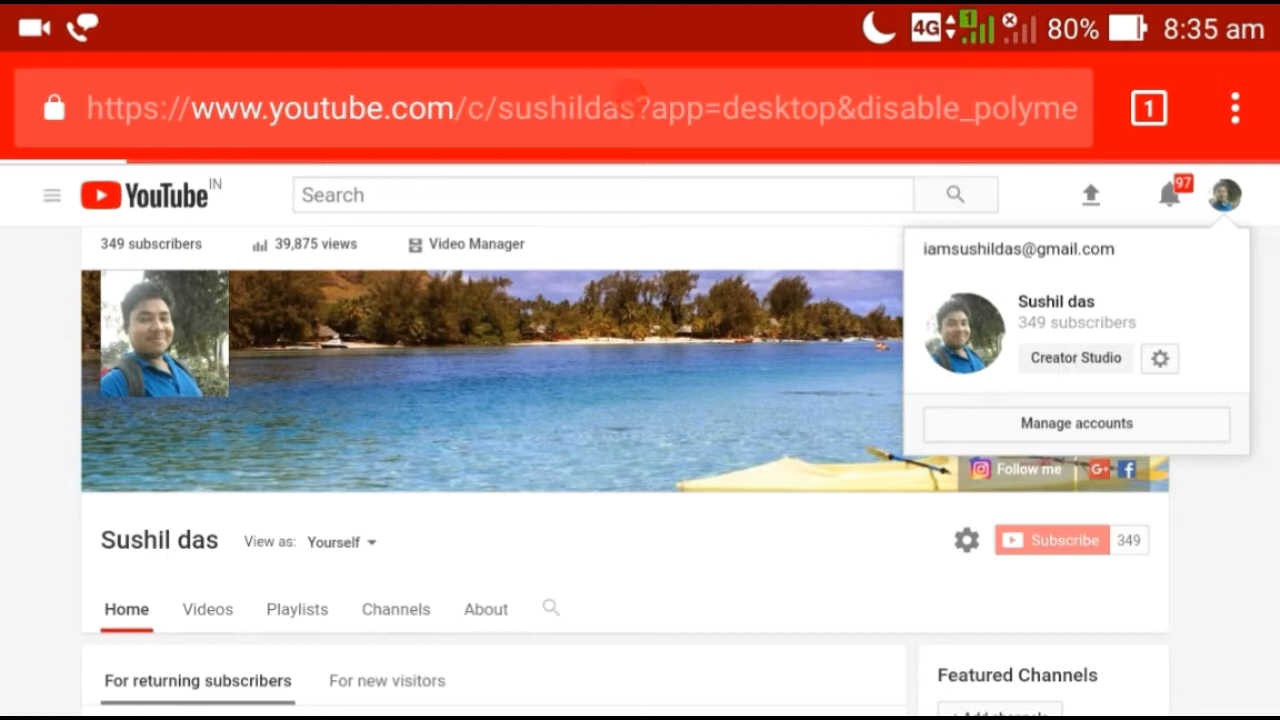 4G 1 80% 8:35 am
https://www.youtube.com/c/sushildas?app=desktop&disable_polyme
1
YouTube IN
Search
97
349 subscribers
39,875 views
Video Manager
iamsushildas@gmail.com
Sushil das
349 subscribers
Creator Studio
Manage accounts
Follow me
G+ f
Sushil das
View as: Yourself
Subscribe 349
Home Videos Playlists Channels About
For returning subscribers For new visitors
Featured Channels
+ Add channels